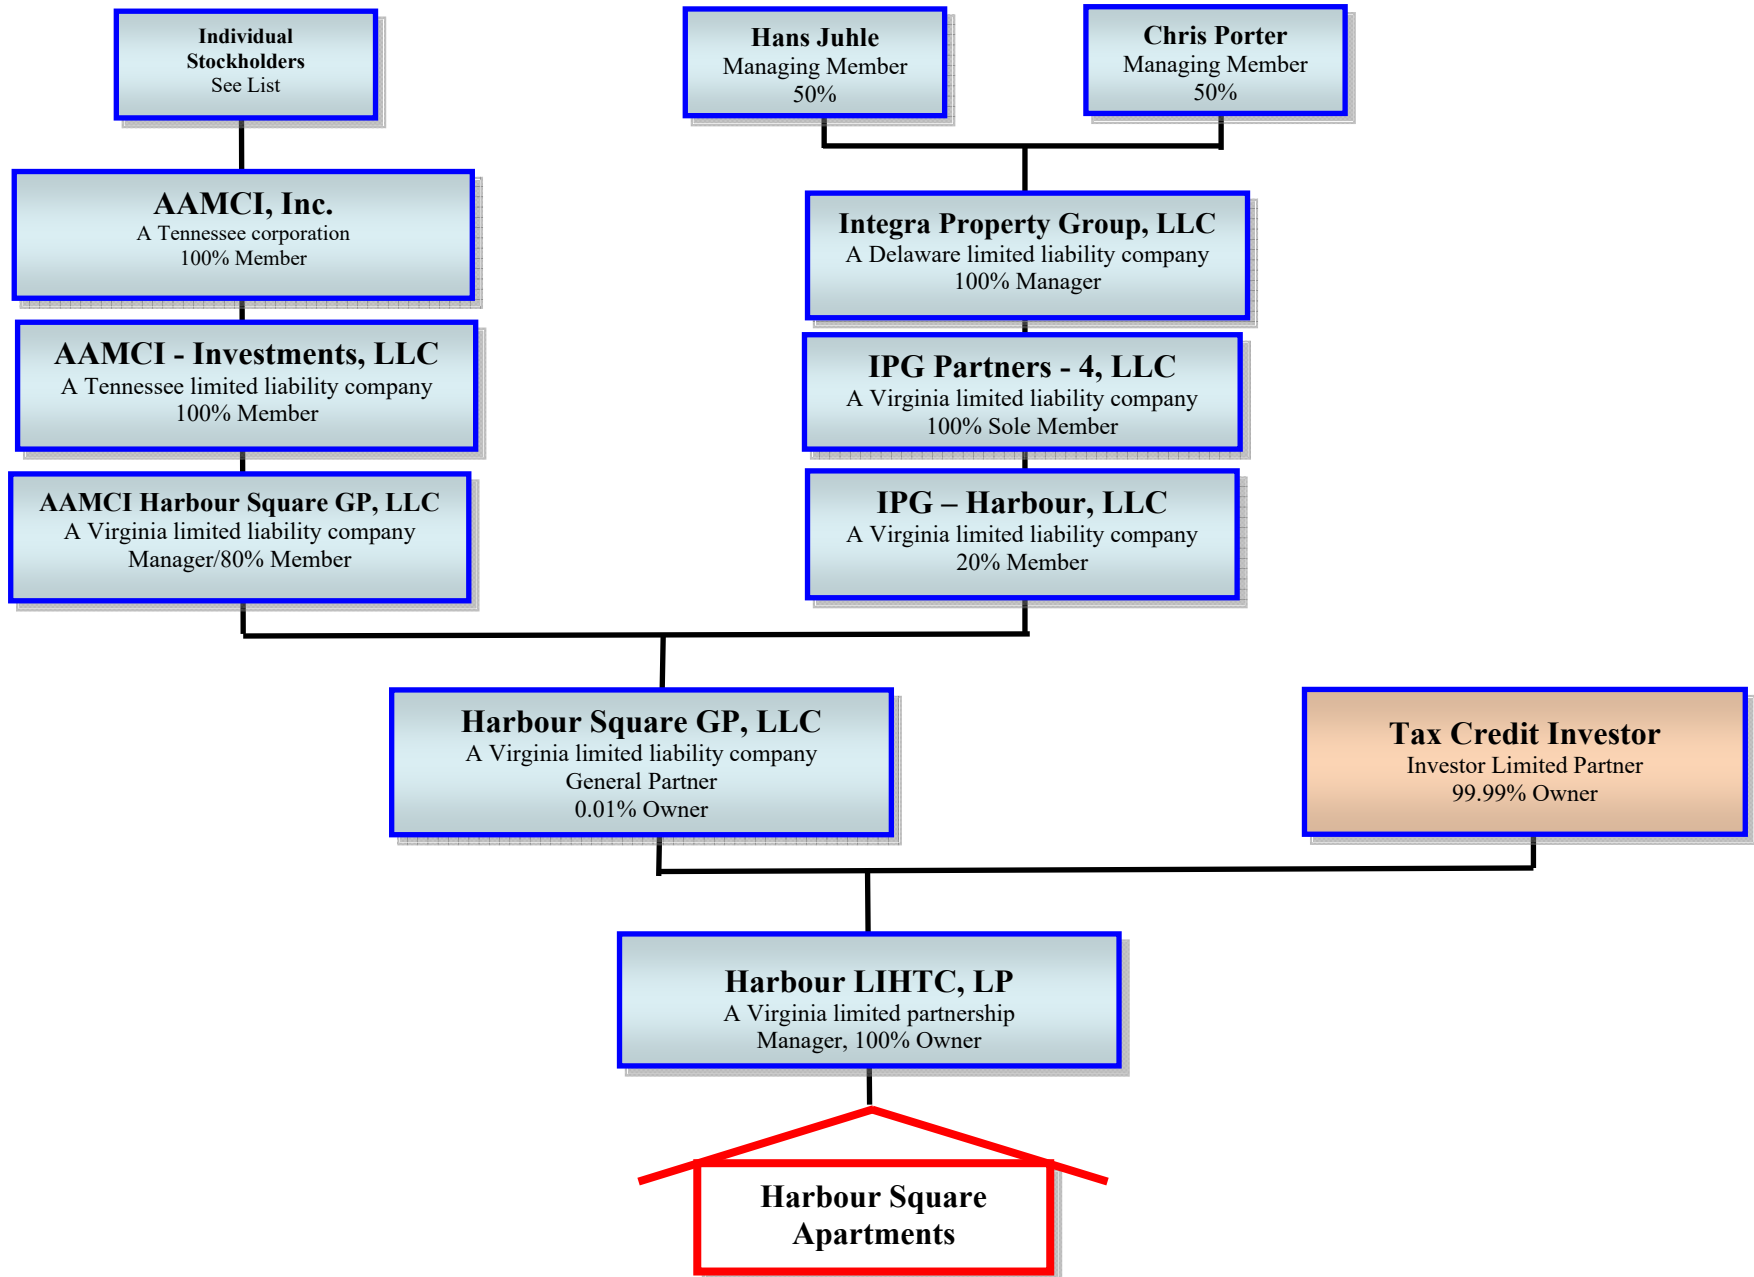 Individual
Stockholders
See List
Hans Juhle
Managing Member
50%
Chris Porter
Managing Member
50%
AAMCI, Inc.
A Tennessee corporation
100% Member
Integra Property Group, LLC
A Delaware limited liability company
100% Manager
AAMCI - Investments, LLC
A Tennessee limited liability company
100% Member
IPG Partners - 4, LLC
A Virginia limited liability company
100% Sole Member
AAMCI Harbour Square GP, LLC
A Virginia limited liability company
Manager/80% Member
IPG – Harbour, LLC
A Virginia limited liability company
20% Member
Harbour Square GP, LLC
A Virginia limited liability company
General Partner
0.01% Owner
Tax Credit Investor
Investor Limited Partner
99.99% Owner
Harbour LIHTC, LP
A Virginia limited partnership
Manager, 100% Owner
Harbour Square
Apartments